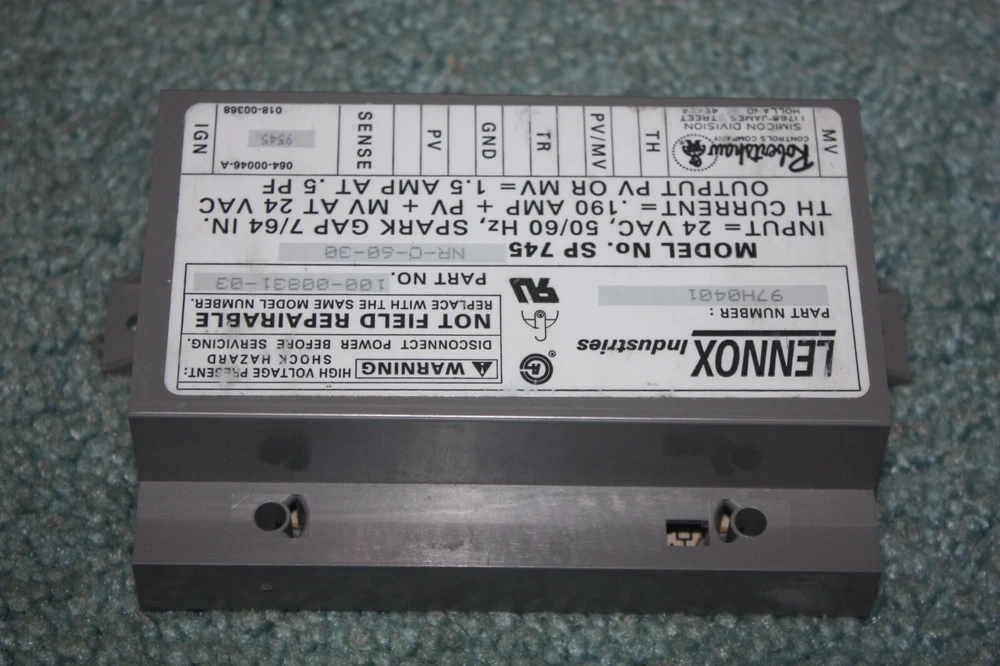 LENNOX Industries
PART NUMBER:
97H0401
WARNING
HIGH VOLTAGE PRESENT:
SHOCK HAZARD
DISCONNECT POWER BEFORE SERVICING.
NOT FIELD REPAIRABLE
REPLACE WITH THE SAME MODEL NUMBER.
PART NO. 100-00831-03
MODEL No. SP 745 NR-C-60-30
INPUT = 24 VAC, 50/60 Hz, SPARK GAP 7/64 IN.
TH CURRENT = .190 AMP + PV + MV AT 24 VAC
OUTPUT PV OR MV = 1.5 AMP AT .5 PF
MV
Robertshaw
CONTROLS COMPANY
SIMICON DIVISION
11768 JAMES STREET
HOLLAND
TH
PV/MV
TR
GND
PV
SENSE
064-00046-A
9545
018-00368
IGN